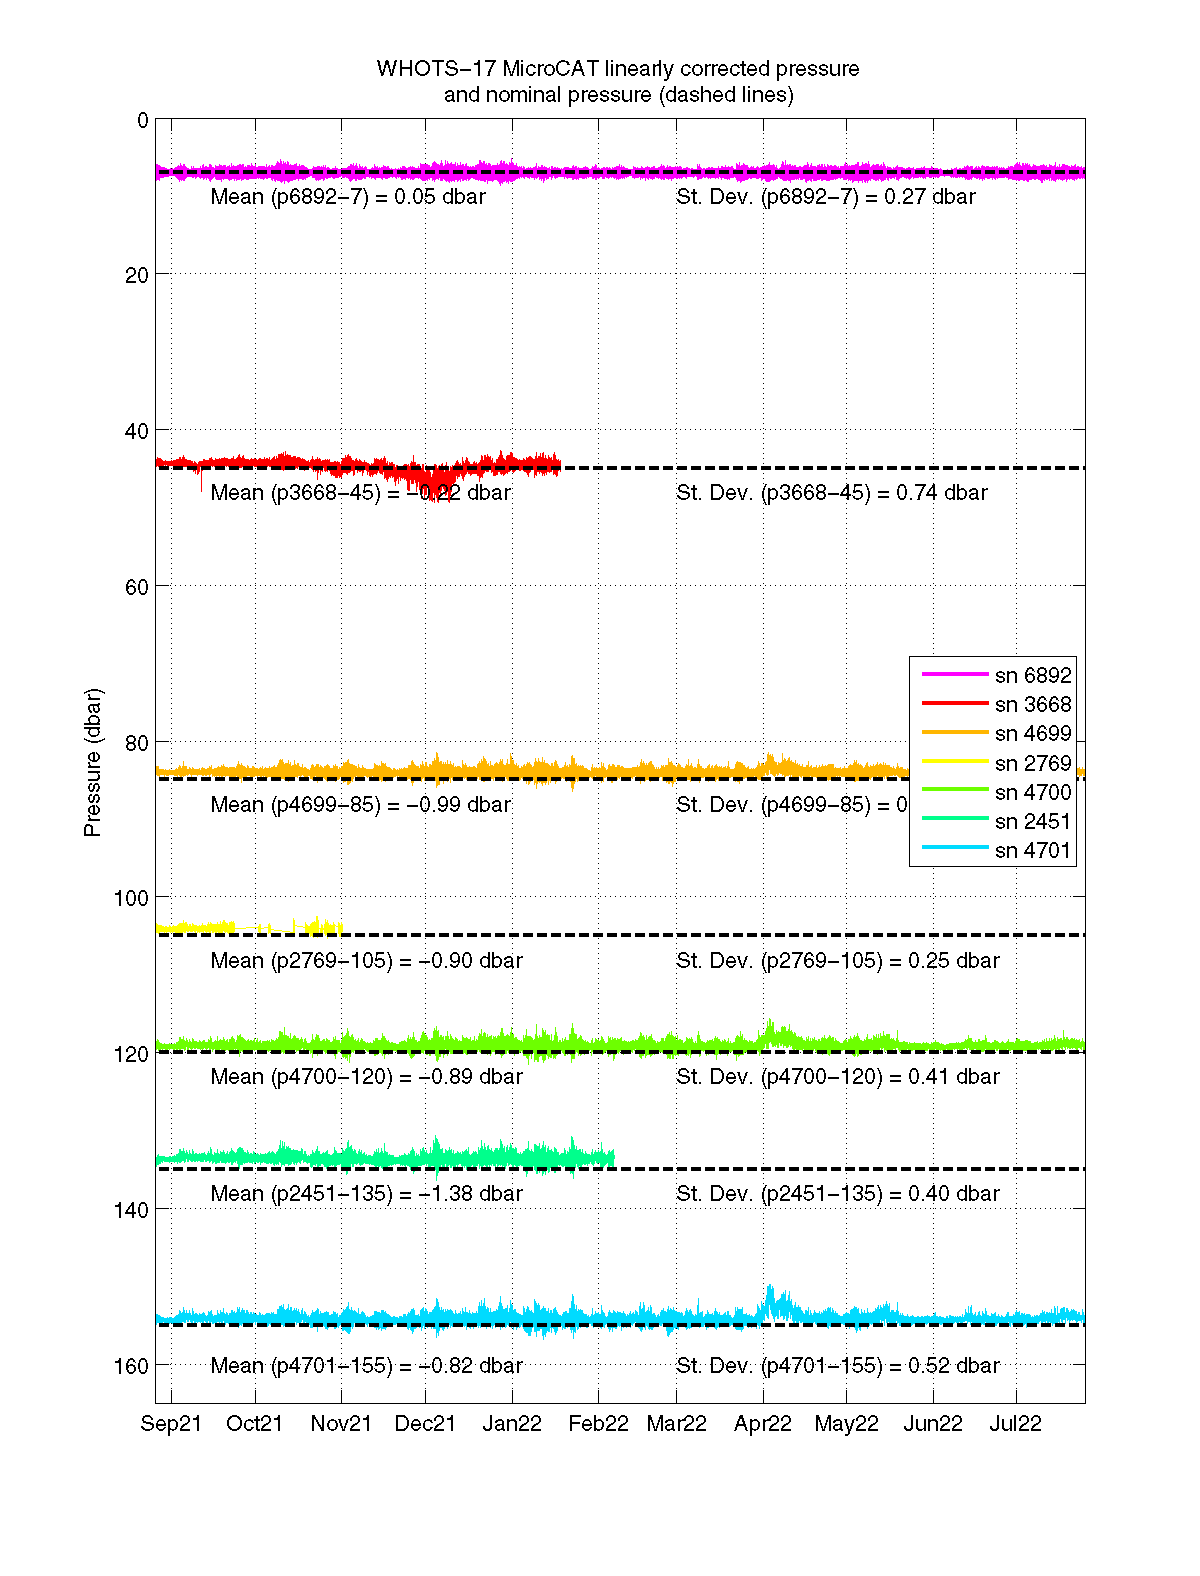 WHOTS−17 MicroCAT linearly corrected pressure
and nominal pressure (dashed lines)
Pressure (dbar)
0
20
40
60
80
100
120
140
160
Mean (p6892−7) = 0.05 dbar
St. Dev. (p6892−7) = 0.27 dbar
Mean (p3668−45) = −0.22 dbar
St. Dev. (p3668−45) = 0.74 dbar
Mean (p4699−85) = −0.99 dbar
St. Dev. (p4699−85) = 0
Mean (p2769−105) = −0.90 dbar
St. Dev. (p2769−105) = 0.25 dbar
Mean (p4700−120) = −0.89 dbar
St. Dev. (p4700−120) = 0.41 dbar
Mean (p2451−135) = −1.38 dbar
St. Dev. (p2451−135) = 0.40 dbar
Mean (p4701−155) = −0.82 dbar
St. Dev. (p4701−155) = 0.52 dbar
sn 6892
sn 3668
sn 4699
sn 2769
sn 4700
sn 2451
sn 4701
Sep21 Oct21 Nov21 Dec21 Jan22 Feb22 Mar22 Apr22 May22 Jun22 Jul22